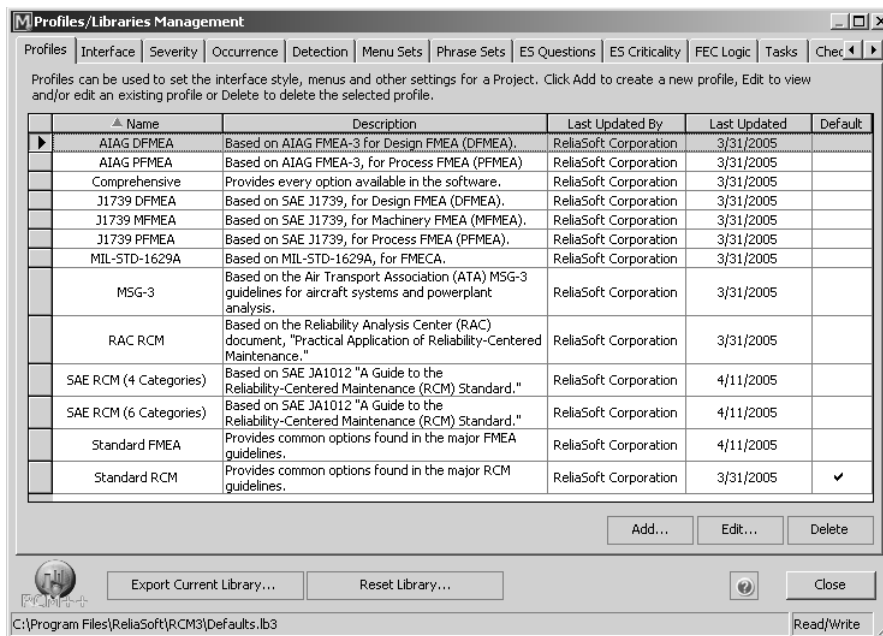 Profiles/Libraries Management
Profiles Interface Severity Occurrence Detection Menu Sets Phrase Sets ES Questions ES Criticality FEC Logic Tasks Chec
Profiles can be used to set the interface style, menus and other settings for a Project. Click Add to create a new profile, Edit to view
and/or edit an existing profile or Delete to delete the selected profile.
Name Description Last Updated By Last Updated Default
AIAG DFMEA Based on AIAG FMEA-3 for Design FMEA (DFMEA). ReliaSoft Corporation 3/31/2005
AIAG PFMEA Based on AIAG FMEA-3, for Process FMEA (PFMEA) ReliaSoft Corporation 3/31/2005
Comprehensive Provides every option available in the software. ReliaSoft Corporation 3/31/2005
J1739 DFMEA Based on SAE J1739, for Design FMEA (DFMEA). ReliaSoft Corporation 3/31/2005
J1739 MFMEA Based on SAE J1739, for Machinery FMEA (MFMEA). ReliaSoft Corporation 3/31/2005
J1739 PFMEA Based on SAE J1739, for Process FMEA (PFMEA). ReliaSoft Corporation 3/31/2005
MIL-STD-1629A Based on MIL-STD-1629A, for FMECA. ReliaSoft Corporation 3/31/2005
Based on the Air Transport Association (ATA) MSG-3
MSG-3 guidelines for aircraft systems and powerplant ReliaSoft Corporation 3/31/2005
analysis.
Based on the Reliability Analysis Center (RAC)
RAC RCM document, "Practical Application of Reliability-Centered ReliaSoft Corporation 3/31/2005
Maintenance."
SAE RCM (4 Categories) Based on SAE JA1012 "A Guide to the ReliaSoft Corporation 4/11/2005
Reliability-Centered Maintenance (RCM) Standard."
SAE RCM (6 Categories) Based on SAE JA1012 "A Guide to the ReliaSoft Corporation 4/11/2005
Reliability-Centered Maintenance (RCM) Standard."
Standard FMEA Provides common options found in the major FMEA ReliaSoft Corporation 4/11/2005
guidelines.
Standard RCM Provides common options found in the major RCM ReliaSoft Corporation 3/31/2005 ✔
guidelines.
Add... Edit... Delete
RCM++ Export Current Library... Reset Library... Close
C:\Program Files\ReliaSoft\RCM3\Defaults.lb3 Read/Write